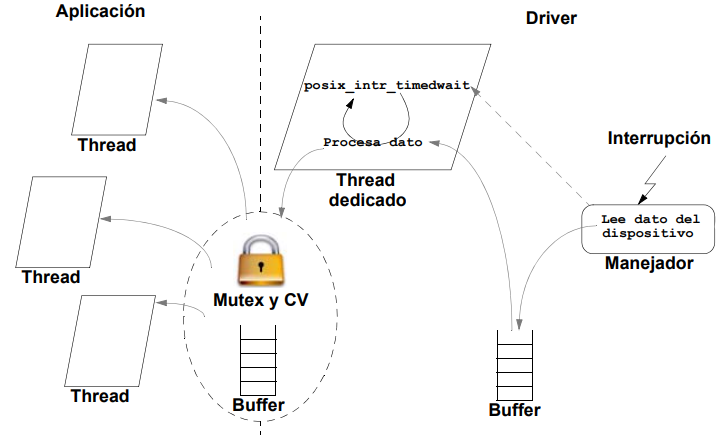 Aplicación
Driver
Thread
posix_intr_timedwait
Procesa dato
Thread
dedicado
Interrupción
Lee dato del
dispositivo
Manejador
Thread
Mutex y CV
Thread
Buffer
Buffer